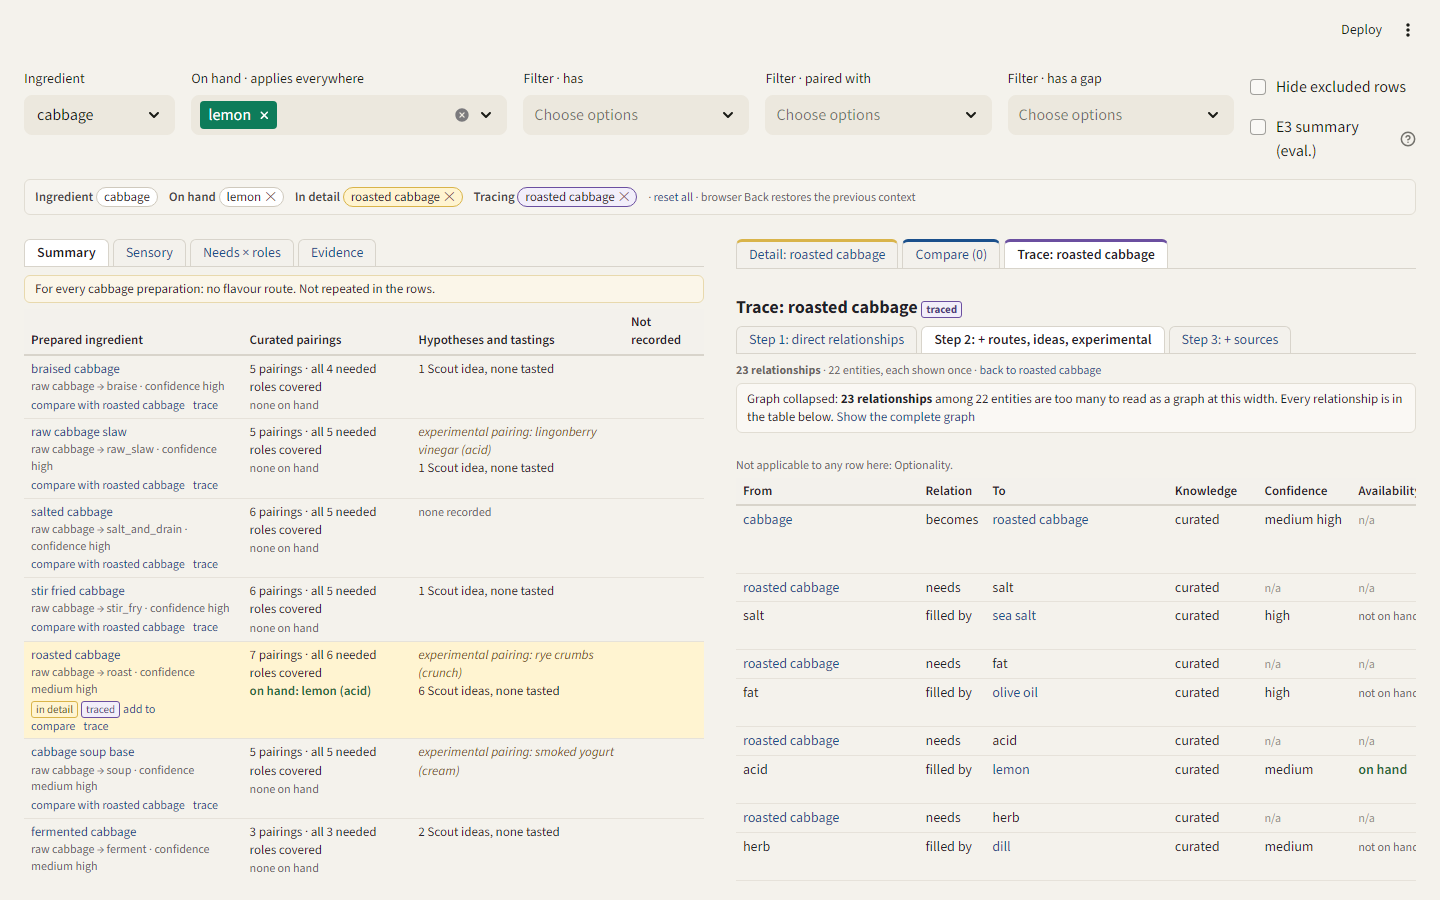 Deploy
Ingredient
On hand · applies everywhere
Filter · has
Filter · paired with
Filter · has a gap
cabbage
lemon ×
Choose options
Choose options
Choose options
Hide excluded rows
E3 summary
(eval.)
Ingredient cabbage On hand lemon × In detail roasted cabbage × Tracing roasted cabbage × · reset all · browser Back restores the previous context
Summary
Sensory
Needs × roles
Evidence
For every cabbage preparation: no flavour route. Not repeated in the rows.
Prepared ingredient
Curated pairings
Hypotheses and tastings
Not
recorded
braised cabbage
raw cabbage → braise · confidence high
compare with roasted cabbage trace
5 pairings · all 4 needed
roles covered
none on hand
1 Scout idea, none tasted
raw cabbage slaw
raw cabbage → raw_slaw · confidence
high
compare with roasted cabbage trace
5 pairings · all 5 needed
roles covered
none on hand
experimental pairing: lingonberry
vinegar (acid)
1 Scout idea, none tasted
salted cabbage
raw cabbage → salt_and_drain ·
confidence high
compare with roasted cabbage trace
6 pairings · all 5 needed
roles covered
none on hand
none recorded
stir fried cabbage
raw cabbage → stir_fry · confidence high
compare with roasted cabbage trace
6 pairings · all 5 needed
roles covered
none on hand
1 Scout idea, none tasted
roasted cabbage
raw cabbage → roast · confidence
medium high
in detail traced add to
compare trace
7 pairings · all 6 needed
roles covered
on hand: lemon (acid)
experimental pairing: rye crumbs
(crunch)
6 Scout ideas, none tasted
cabbage soup base
raw cabbage → soup · confidence
medium high
compare with roasted cabbage trace
5 pairings · all 5 needed
roles covered
none on hand
experimental pairing: smoked yogurt
(cream)
fermented cabbage
raw cabbage → ferment · confidence
medium high
3 pairings · all 3 needed
roles covered
none on hand
2 Scout ideas, none tasted
Detail: roasted cabbage
Compare (0)
Trace: roasted cabbage
Trace: roasted cabbage traced
Step 1: direct relationships
Step 2: + routes, ideas, experimental
Step 3: + sources
23 relationships · 22 entities, each shown once · back to roasted cabbage
Graph collapsed: 23 relationships among 22 entities are too many to read as a graph at this width. Every relationship is in
the table below. Show the complete graph
Not applicable to any row here: Optionality.
From Relation To Knowledge Confidence Availability
cabbage becomes roasted cabbage curated medium high n/a
roasted cabbage needs salt curated n/a n/a
salt filled by sea salt curated high not on hand
roasted cabbage needs fat curated n/a n/a
fat filled by olive oil curated high not on hand
roasted cabbage needs acid curated n/a n/a
acid filled by lemon curated medium on hand
roasted cabbage needs herb curated n/a n/a
herb filled by dill curated medium not on hand